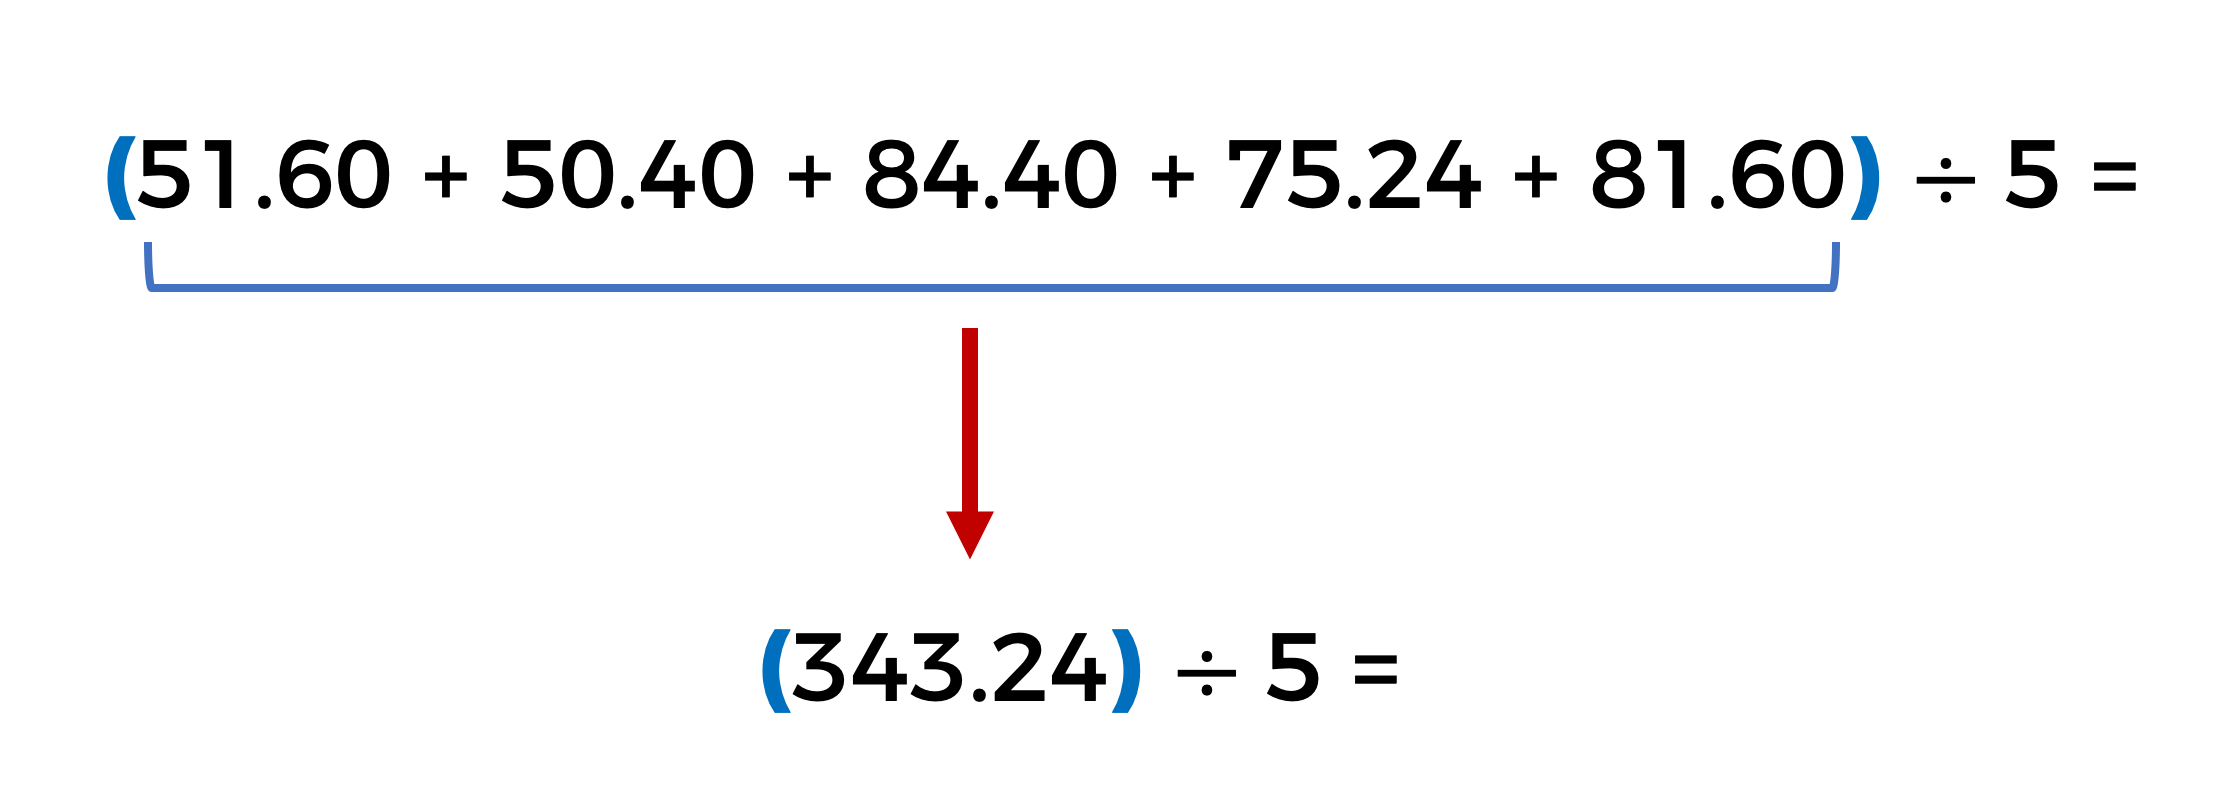 (51.60 + 50.40 + 84.40 + 75.24 + 81.60) ÷ 5 =
(343.24) ÷ 5 =